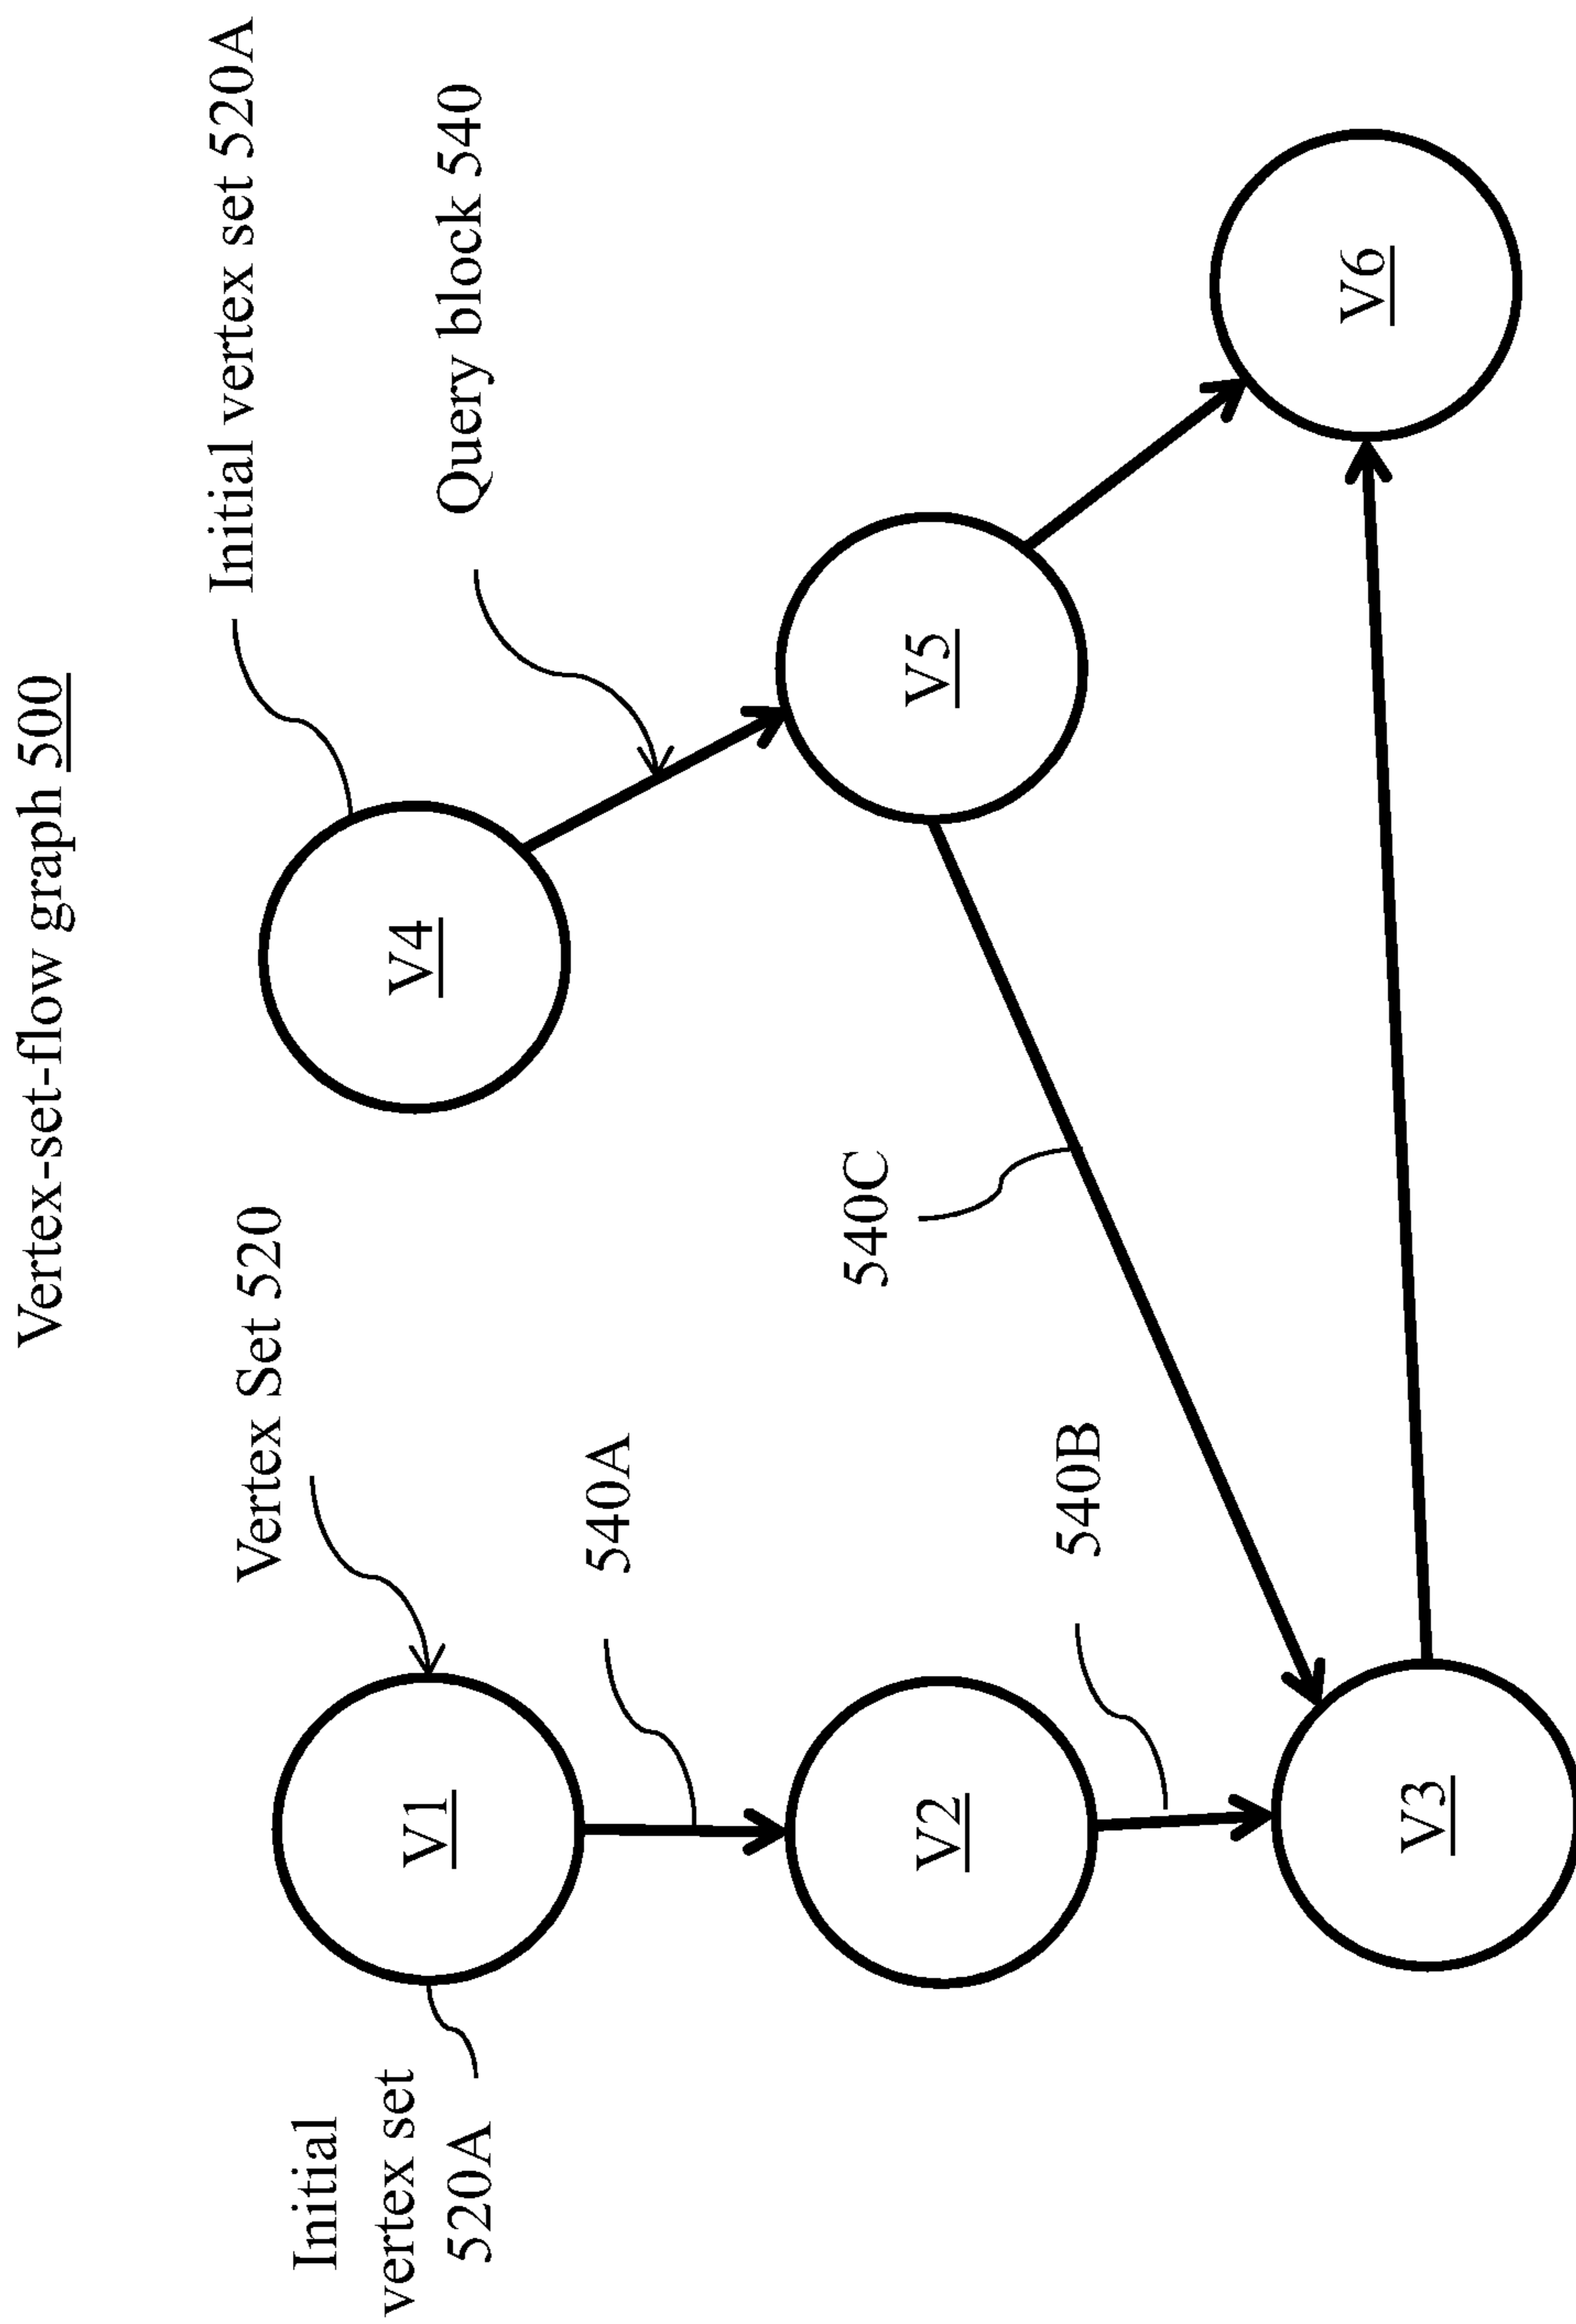 Vertex-set-flow graph 500
Initial vertex set 520A
Vertex Set 520
Initial
vertex set
520A
Query block 540
V1
V4
540A
540C
V2
V5
540B
V3
V6